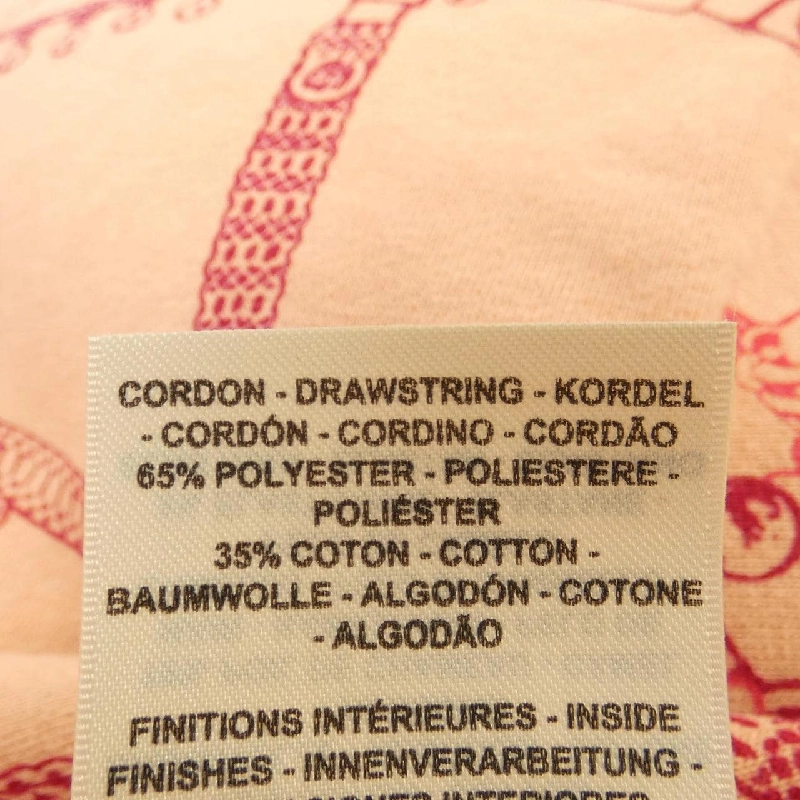 CORDON - DRAWSTRING - KORDEL
- CORDÓN - CORDINO - CORDÃO
65% POLYESTER - POLIESTERE -
POLIÉSTER
35% COTON - COTTON -
BAUMWOLLE - ALGODÓN - COTONE
- ALGODÃO
FINITIONS INTÉRIEURES - INSIDE
FINISHES - INNENVERARBEITUNG -
INTERIORES